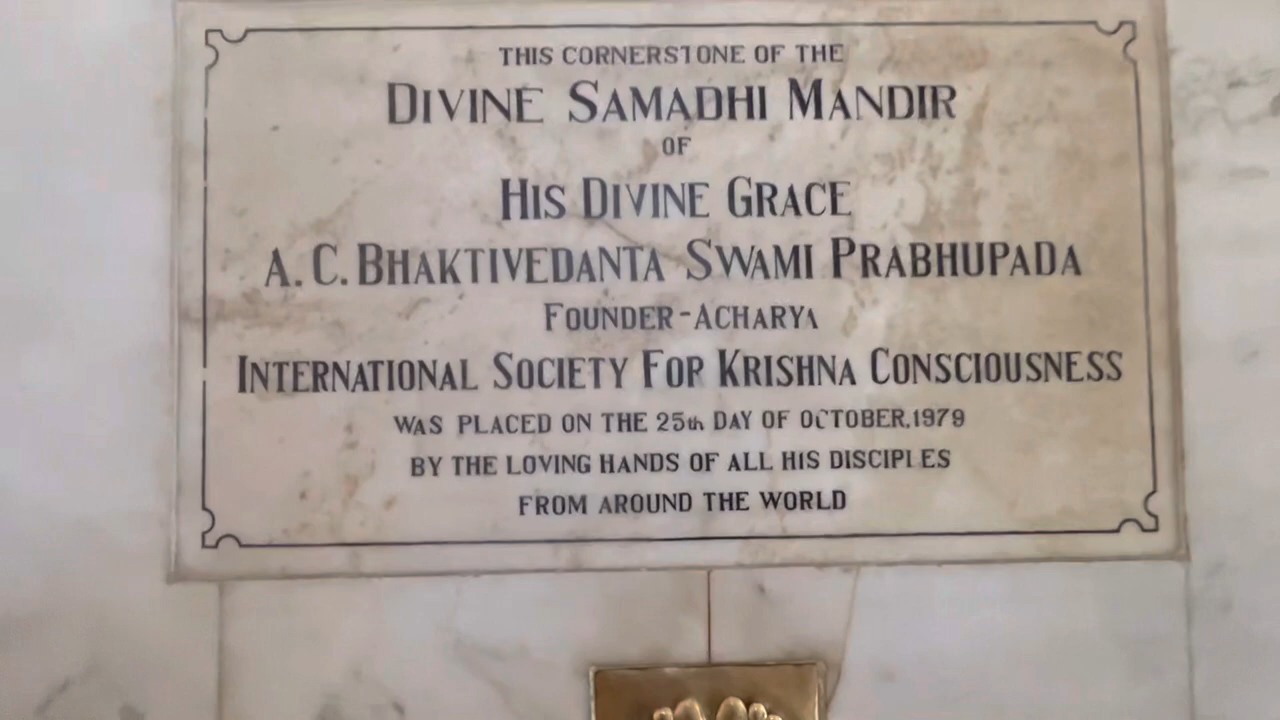 THIS CORNERSTONE OF THE
DIVINE SAMADHI MANDIR
OF
HIS DIVINE GRACE
A. C. BHAKTIVEDANTA SWAMI PRABHUPADA
FOUNDER-ACHARYA
INTERNATIONAL SOCIETY FOR KRISHNA CONSCIOUSNESS
WAS PLACED ON THE 25th DAY OF OCTOBER, 1979
BY THE LOVING HANDS OF ALL HIS DISCIPLES
FROM AROUND THE WORLD